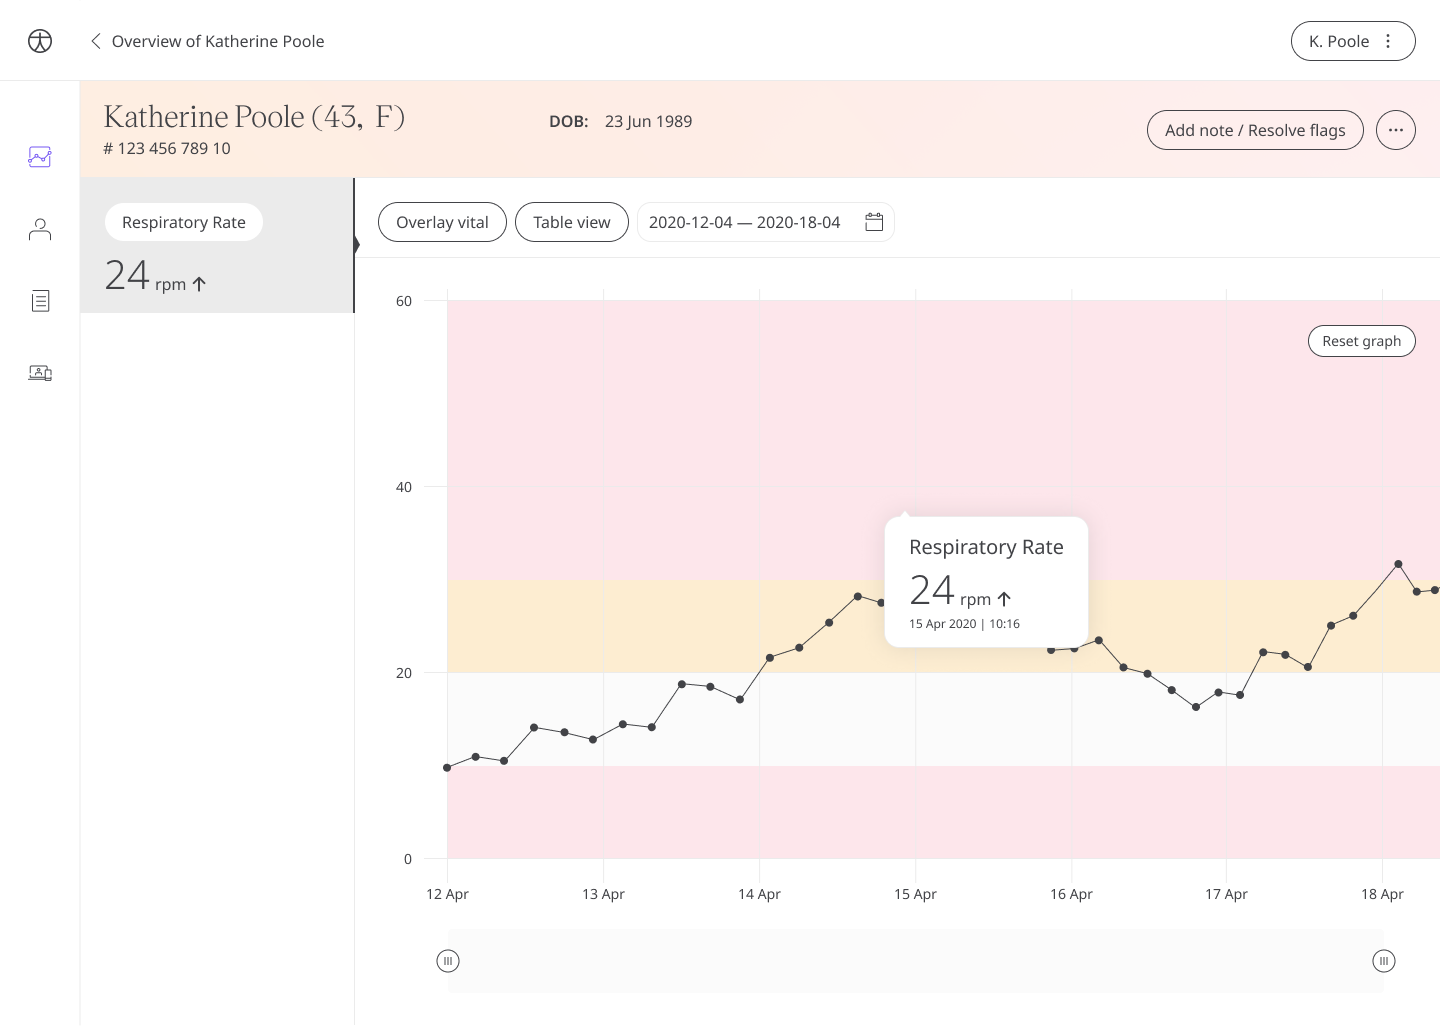 Overview of Katherine Poole
K. Poole
Katherine Poole (43, F)
# 123 456 789 10
DOB: 23 Jun 1989
Add note / Resolve flags
Respiratory Rate
24 rpm
Overlay vital
Table view
2020-12-04 — 2020-18-04
60
Reset graph
40
Respiratory Rate
24 rpm
15 Apr 2020 | 10:16
20
0
12 Apr
13 Apr
14 Apr
15 Apr
16 Apr
17 Apr
18 Apr